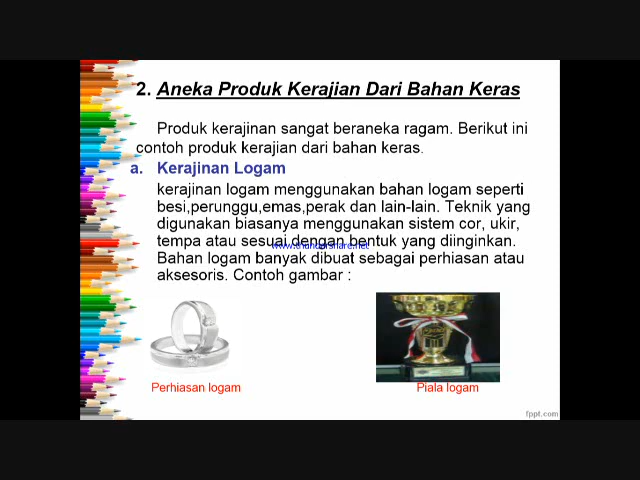 2. Aneka Produk Kerajian Dari Bahan Keras
Produk kerajinan sangat beraneka ragam. Berikut ini
contoh produk kerajian dari bahan keras.
a. Kerajinan Logam
kerajinan logam menggunakan bahan logam seperti
besi,perunggu,emas,perak dan lain-lain. Teknik yang
digunakan biasanya menggunakan sistem cor, ukir,
tempa atau sesuai dengan bentuk yang diinginkan.
Bahan logam banyak dibuat sebagai perhiasan atau
aksesoris. Contoh gambar :
Perhiasan logam
Piala logam
fppt.com